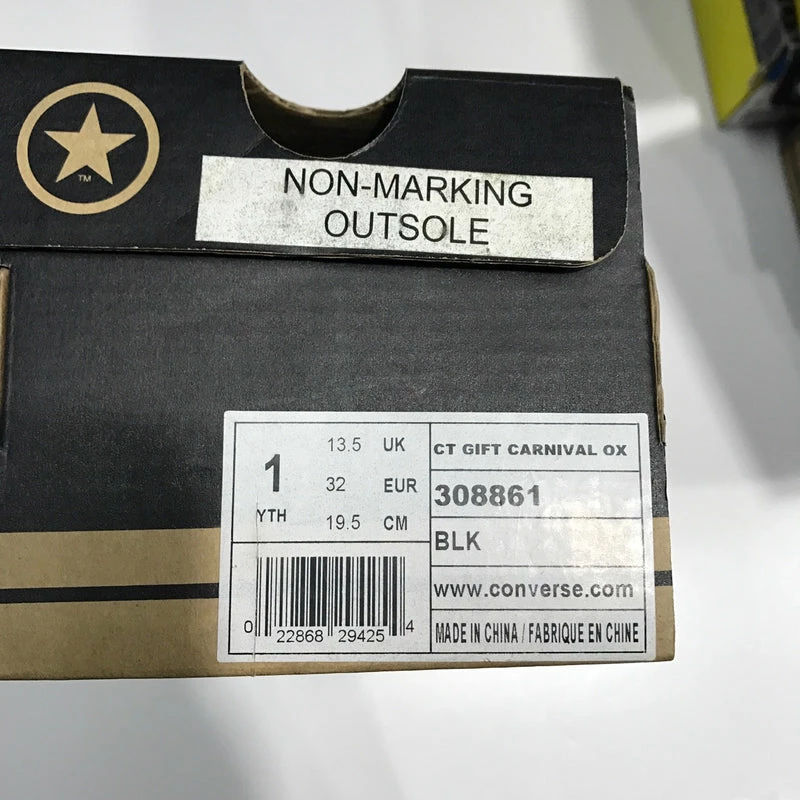 TM
NON-MARKING
OUTSOLE
1
YTH
13.5 UK
32 EUR
19.5 CM
CT GIFT CARNIVAL OX
308861
BLK
www.converse.com
MADE IN CHINA / FABRIQUE EN CHINE
0 22868 29425 4